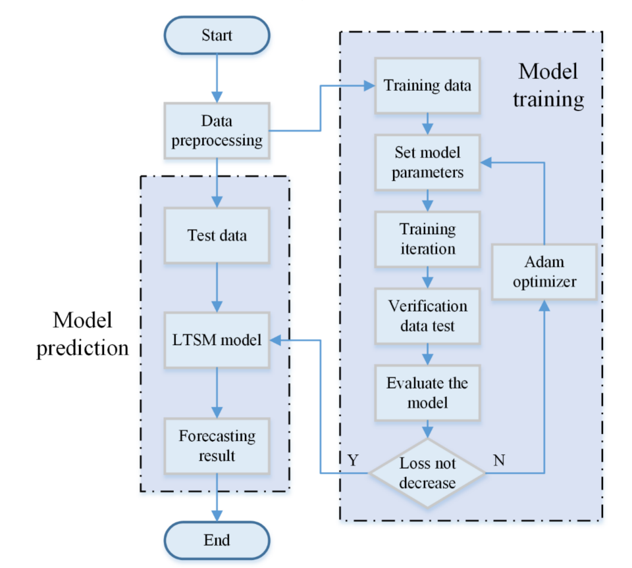 Start
Data
preprocessing
Test data
LTSM model
Forecasting
result
End
Model
prediction
Model
training
Training data
Set model
parameters
Training
iteration
Verification
data test
Evaluate the
model
Loss not
decrease
Y
N
Adam
optimizer